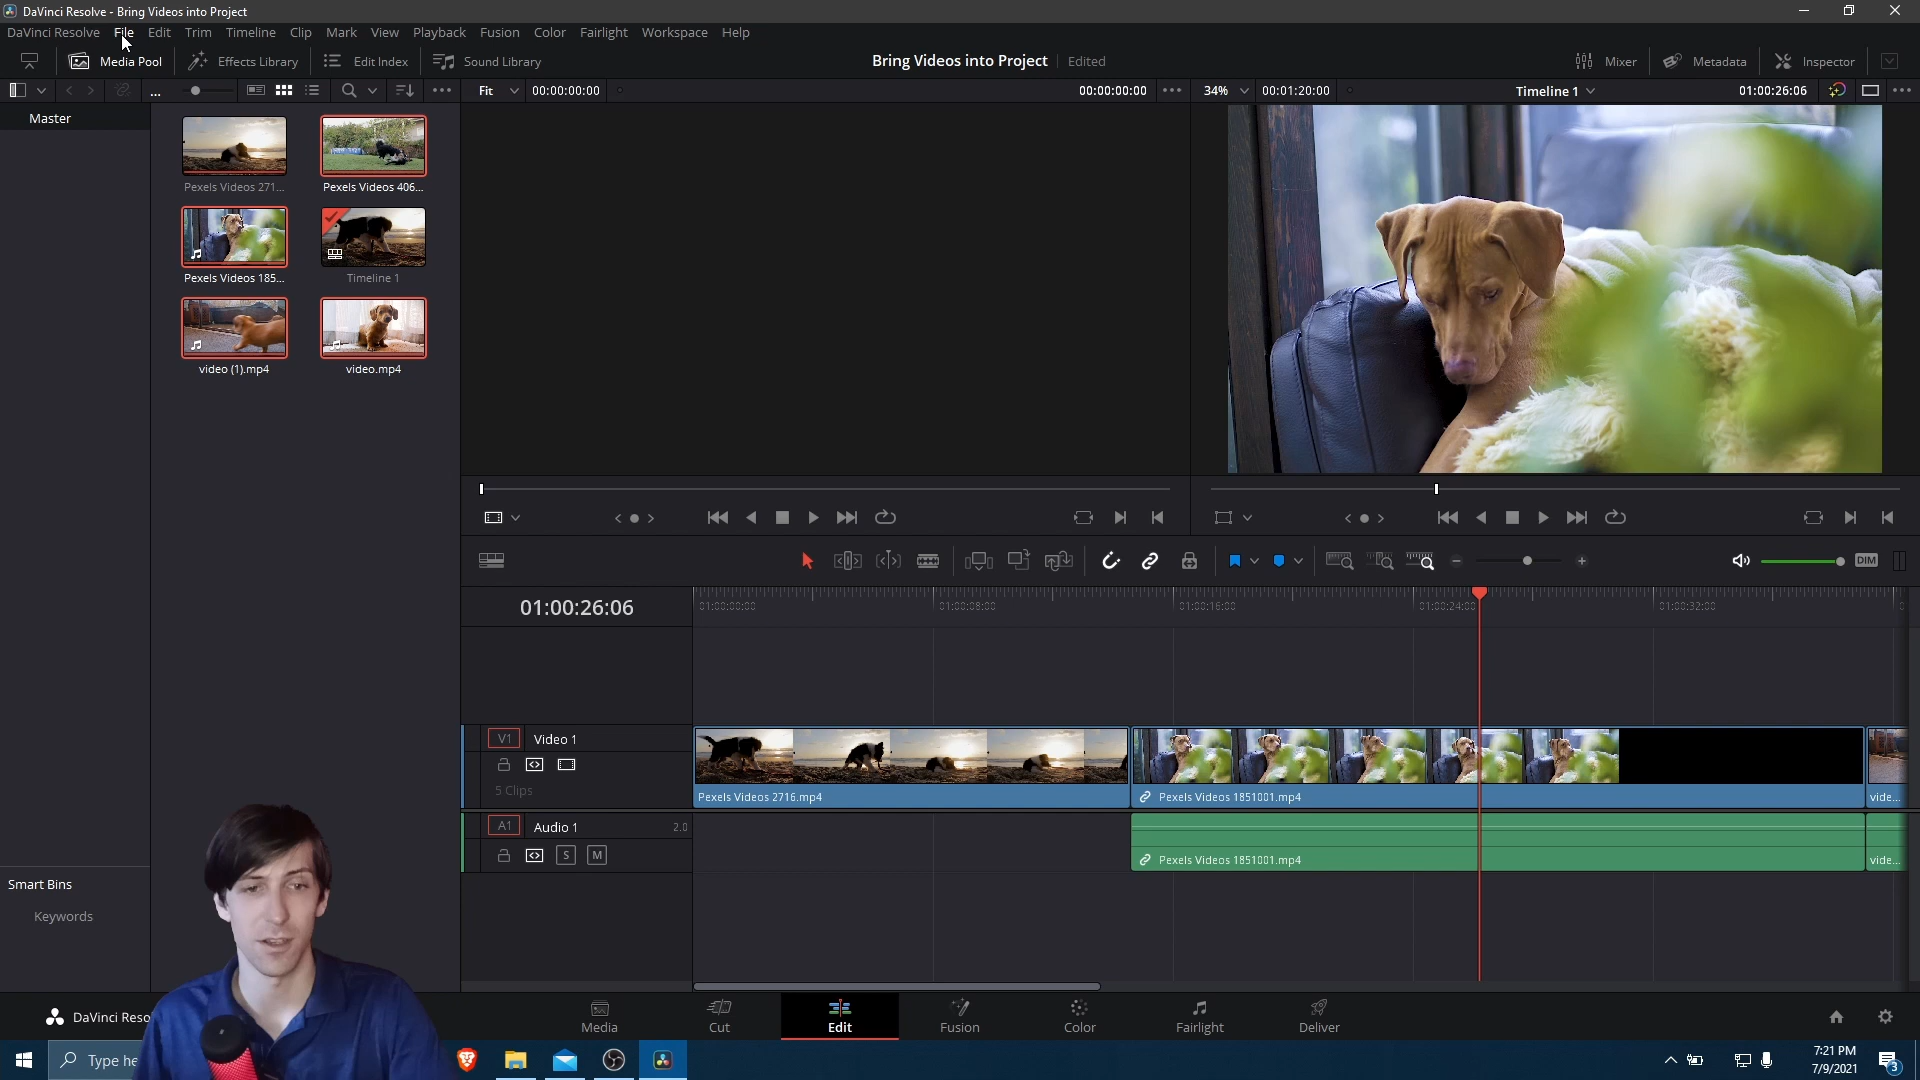 DaVinci Resolve - Bring Videos into Project
DaVinci Resolve File Edit Trim Timeline Clip Mark View Playback Fusion Color Fairlight Workspace Help
Media Pool Effects Library Edit Index Sound Library Bring Videos into Project Edited Mixer Metadata Inspector
... Fit 00:00:00:00 00:00:00:00 34% 00:01:20:00 Timeline 1 01:00:26:06
Master
Pexels Videos 271... Pexels Videos 406...
Pexels Videos 185... Timeline 1
video (1).mp4 video.mp4
DIM
01:00:26:06 01:00:00:00 01:00:08:00 01:00:16:00 01:00:24:00 01:00:32:00
V1 Video 1
5 Clips
Pexels Videos 2716.mp4 Pexels Videos 1851001.mp4 vide...
A1 Audio 1 2.0
S M
Pexels Videos 1851001.mp4 vide...
Smart Bins
Keywords
DaVinci Reso
Media Cut Edit Fusion Color Fairlight Deliver
Type he
7:21 PM
7/9/2021
3